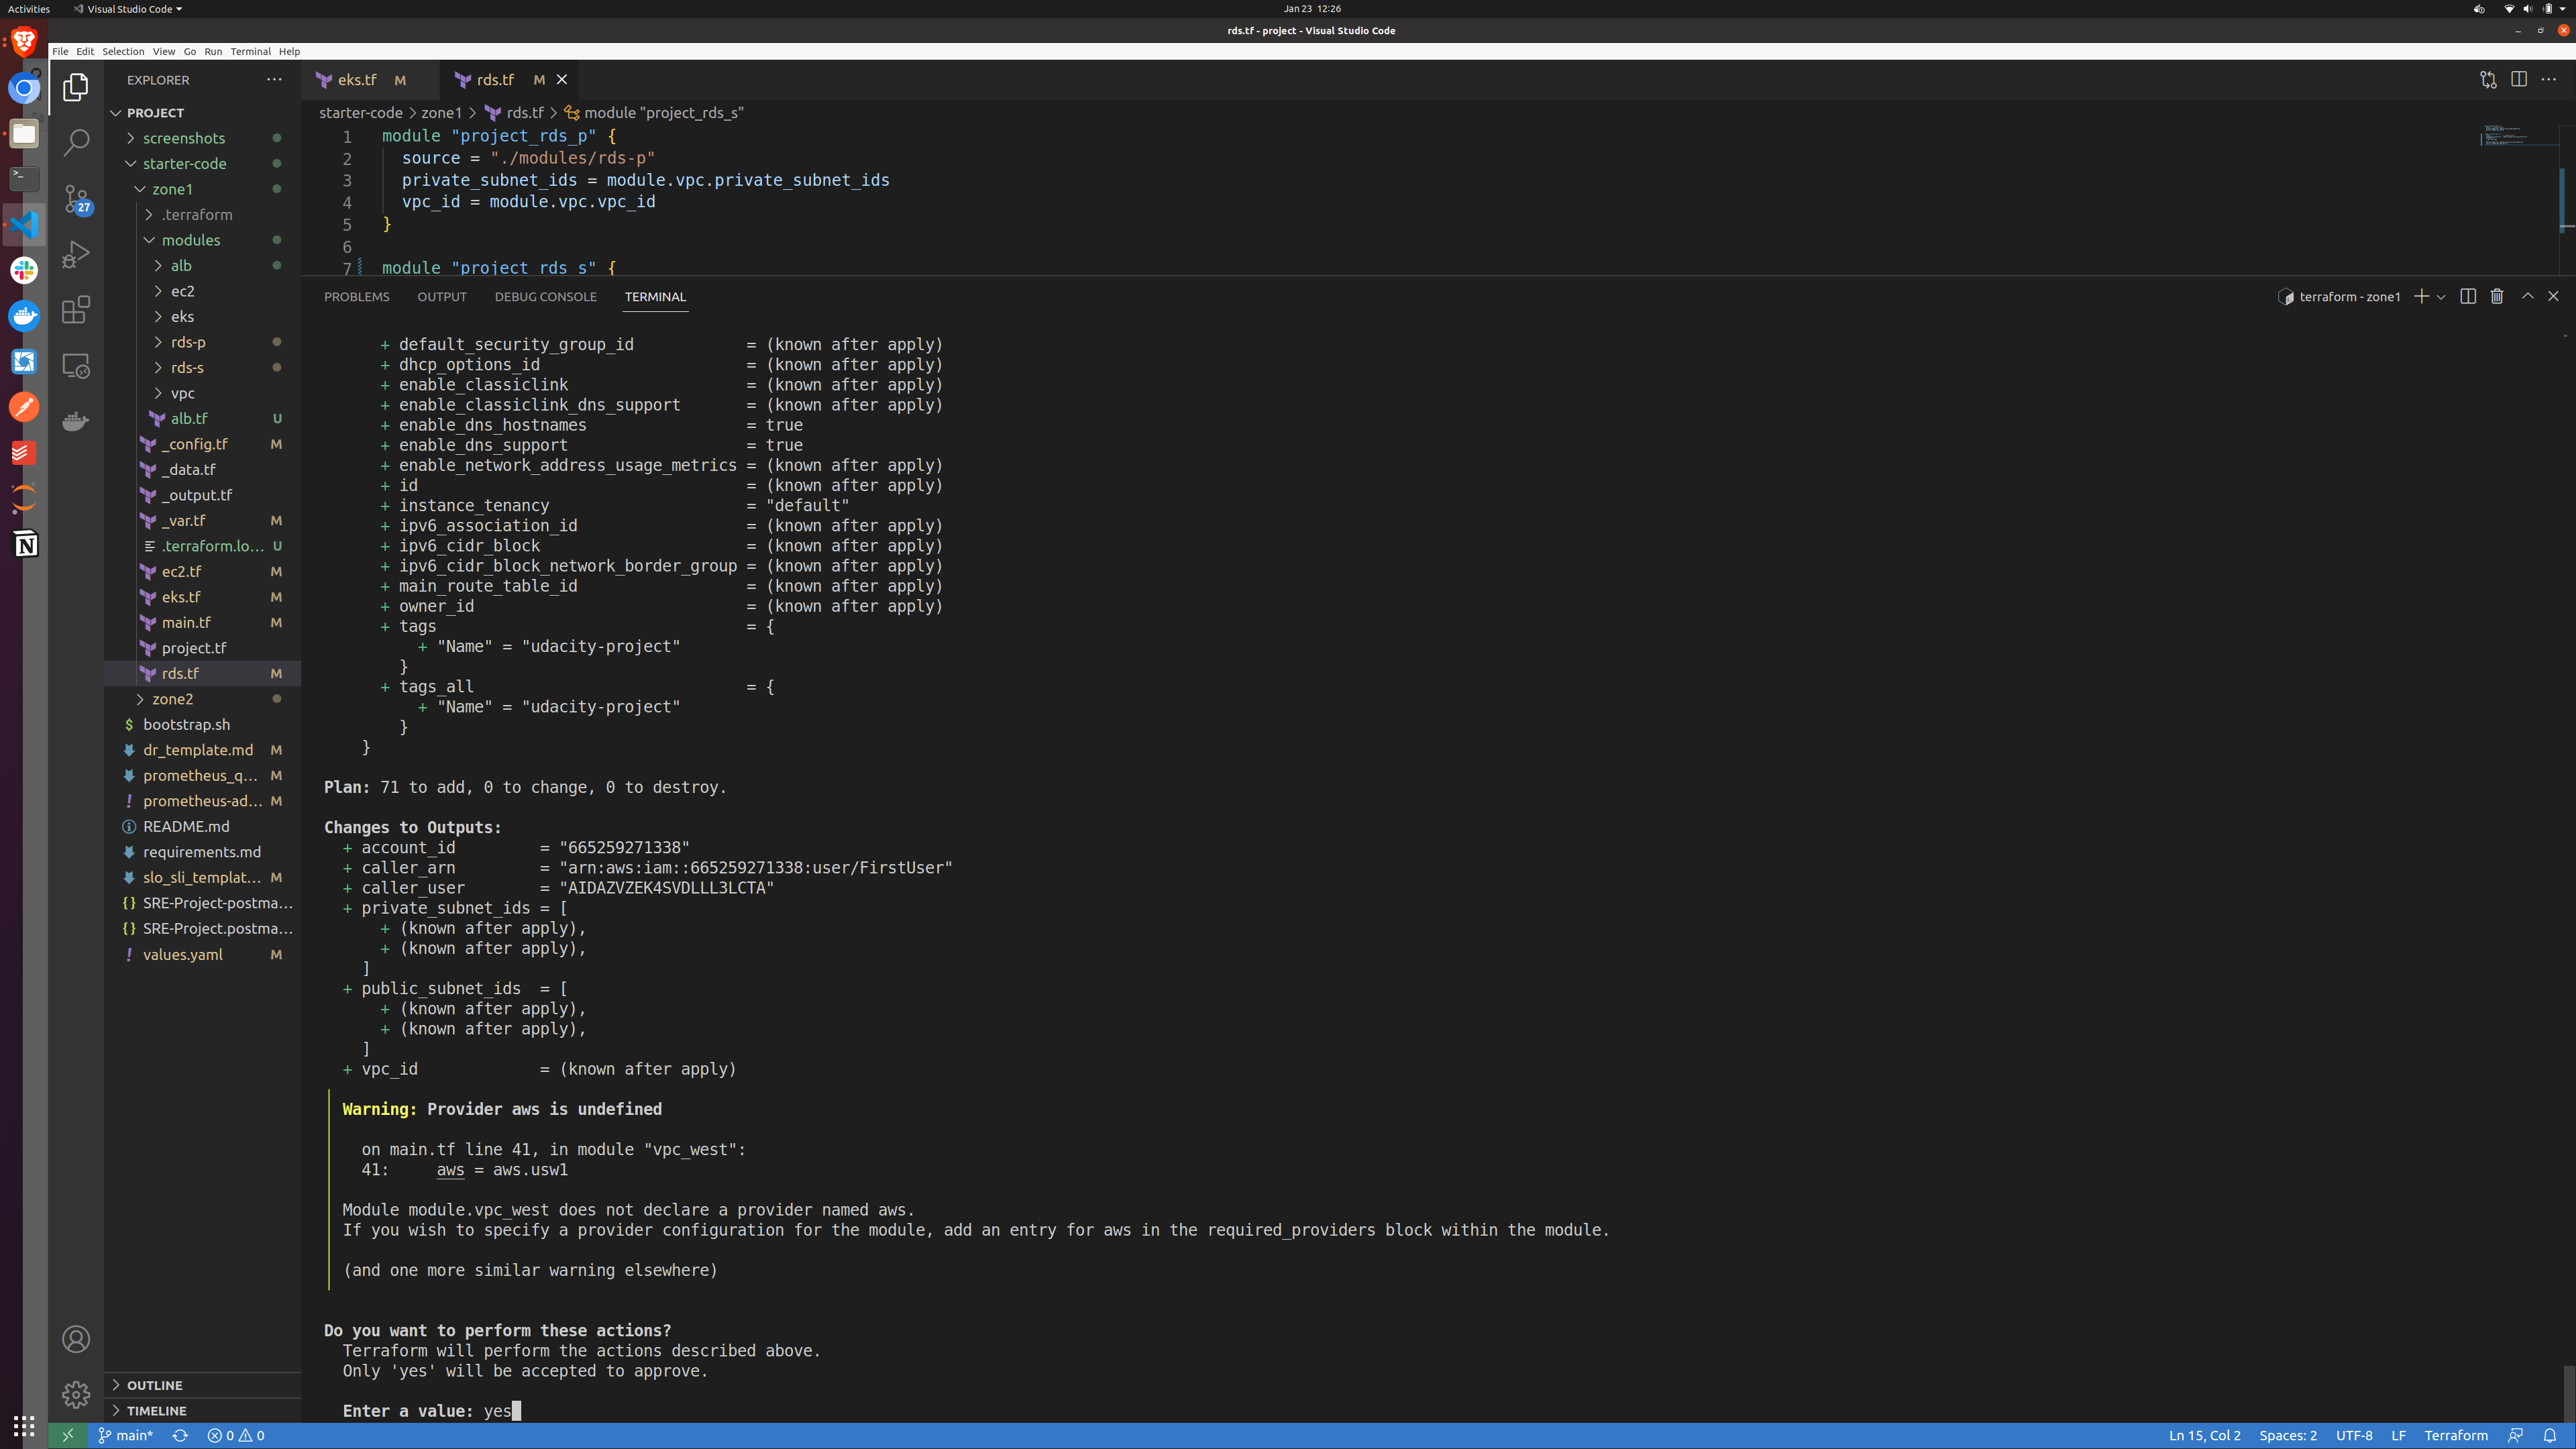 Activities
Visual Studio Code
Jan 23 12:26
rds.tf - project - Visual Studio Code
File Edit Selection View Go Run Terminal Help
EXPLORER
PROJECT
screenshots
starter-code
zone1
.terraform
modules
alb
ec2
eks
rds-p
rds-s
vpc
alb.tf U
_config.tf M
_data.tf
_output.tf
_var.tf M
.terraform.lo... U
ec2.tf M
eks.tf M
main.tf M
project.tf
rds.tf M
zone2
bootstrap.sh
dr_template.md M
prometheus_q... M
prometheus-ad... M
README.md
requirements.md
slo_sli_templat... M
SRE-Project-postma...
SRE-Project.postma...
values.yaml M
OUTLINE
TIMELINE
27
eks.tf M
rds.tf M
starter-code > zone1 > rds.tf > module "project_rds_s"
1 module "project_rds_p" {
2 source = "./modules/rds-p"
3 private_subnet_ids = module.vpc.private_subnet_ids
4 vpc_id = module.vpc.vpc_id
5 }
6
7 module "project_rds_s" {
PROBLEMS OUTPUT DEBUG CONSOLE TERMINAL
terraform - zone1
+ default_security_group_id = (known after apply)
+ dhcp_options_id = (known after apply)
+ enable_classiclink = (known after apply)
+ enable_classiclink_dns_support = (known after apply)
+ enable_dns_hostnames = true
+ enable_dns_support = true
+ enable_network_address_usage_metrics = (known after apply)
+ id = (known after apply)
+ instance_tenancy = "default"
+ ipv6_association_id = (known after apply)
+ ipv6_cidr_block = (known after apply)
+ ipv6_cidr_block_network_border_group = (known after apply)
+ main_route_table_id = (known after apply)
+ owner_id = (known after apply)
+ tags = {
+ "Name" = "udacity-project"
}
+ tags_all = {
+ "Name" = "udacity-project"
}
}
Plan: 71 to add, 0 to change, 0 to destroy.
Changes to Outputs:
+ account_id = "665259271338"
+ caller_arn = "arn:aws:iam::665259271338:user/FirstUser"
+ caller_user = "AIDAZVZEK4SVDLLL3LCTA"
+ private_subnet_ids = [
+ (known after apply),
+ (known after apply),
]
+ public_subnet_ids = [
+ (known after apply),
+ (known after apply),
]
+ vpc_id = (known after apply)
Warning: Provider aws is undefined
on main.tf line 41, in module "vpc_west":
41: aws = aws.usw1
Module module.vpc_west does not declare a provider named aws.
If you wish to specify a provider configuration for the module, add an entry for aws in the required_providers block within the module.
(and one more similar warning elsewhere)
Do you want to perform these actions?
Terraform will perform the actions described above.
Only 'yes' will be accepted to approve.
Enter a value: yes
main* 0 0
Ln 15, Col 2 Spaces: 2 UTF-8 LF Terraform